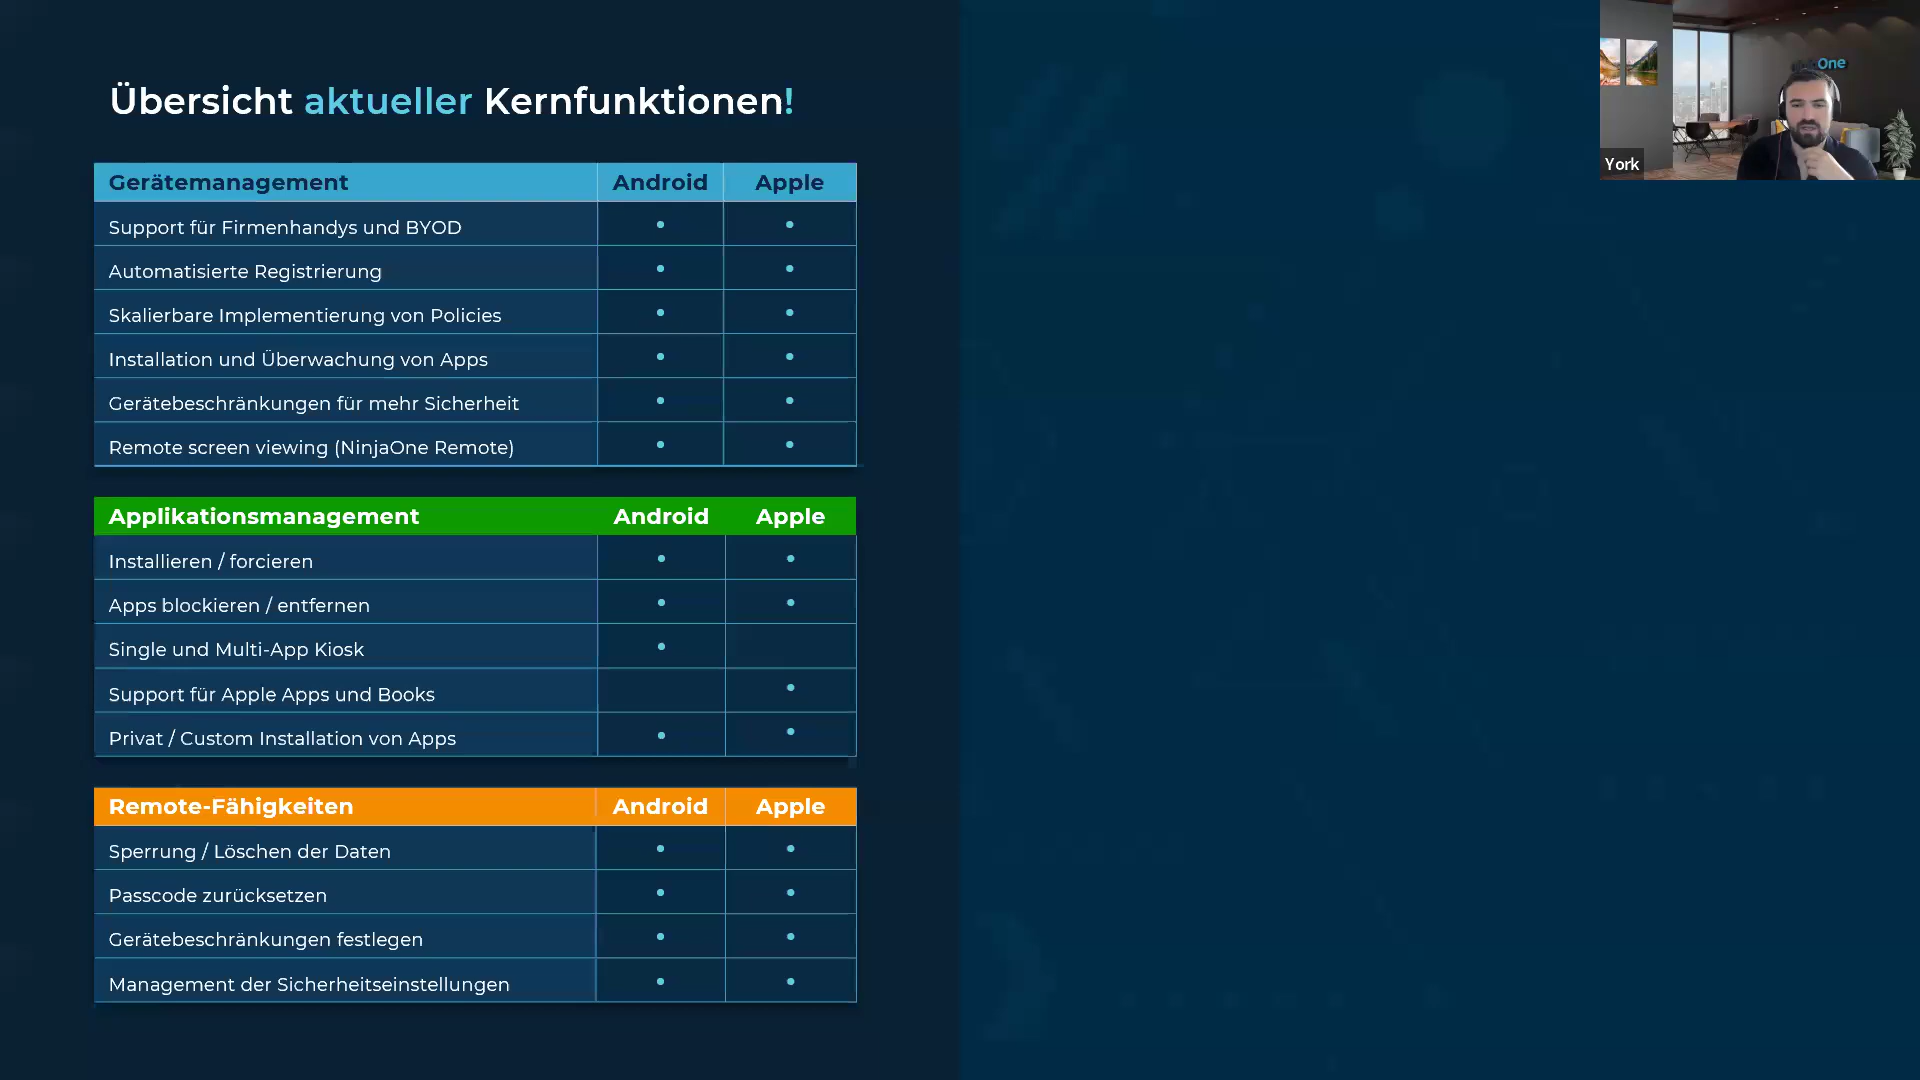 Übersicht aktueller Kernfunktionen!
Gerätemanagement Android Apple
Support für Firmenhandys und BYOD • •
Automatisierte Registrierung • •
Skalierbare Implementierung von Policies • •
Installation und Überwachung von Apps • •
Gerätebeschränkungen für mehr Sicherheit • •
Remote screen viewing (NinjaOne Remote) • •
Applikationsmanagement Android Apple
Installieren / forcieren • •
Apps blockieren / entfernen • •
Single und Multi-App Kiosk •
Support für Apple Apps und Books •
Privat / Custom Installation von Apps • •
Remote-Fähigkeiten Android Apple
Sperrung / Löschen der Daten • •
Passcode zurücksetzen • •
Gerätebeschränkungen festlegen • •
Management der Sicherheitseinstellungen • •
One
York